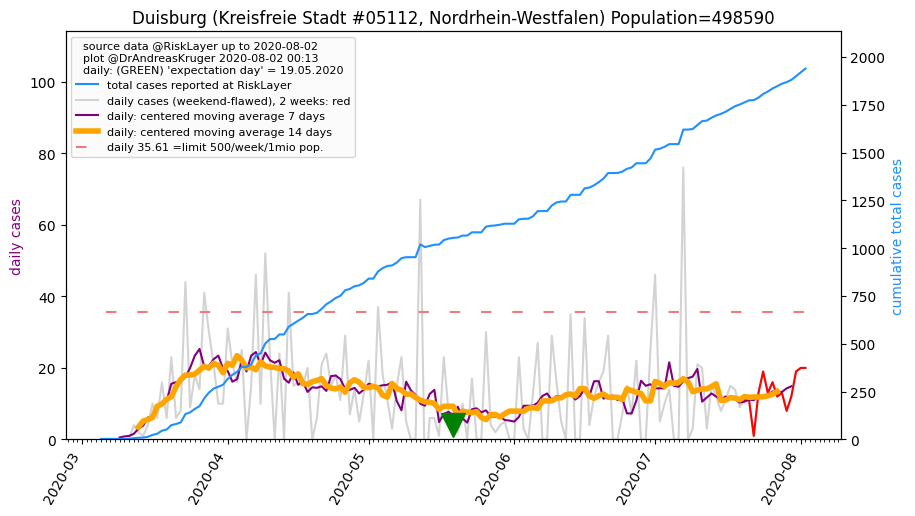 Duisburg (Kreisfreie Stadt #05112, Nordrhein-Westfalen) Population=498590
source data @RiskLayer up to 2020-08-02
plot @DrAndreasKruger 2020-08-02 00:13
daily: (GREEN) 'expectation day' = 19.05.2020
total cases reported at RiskLayer
daily cases (weekend-flawed), 2 weeks: red
daily: centered moving average 7 days
daily: centered moving average 14 days
daily 35.61 =limit 500/week/1mio pop.
daily cases
100
80
60
40
20
0
2000
1750
1500
1250
1000
750
500
250
0
cumulative total cases
2020-03
2020-04
2020-05
2020-06
2020-07
2020-08